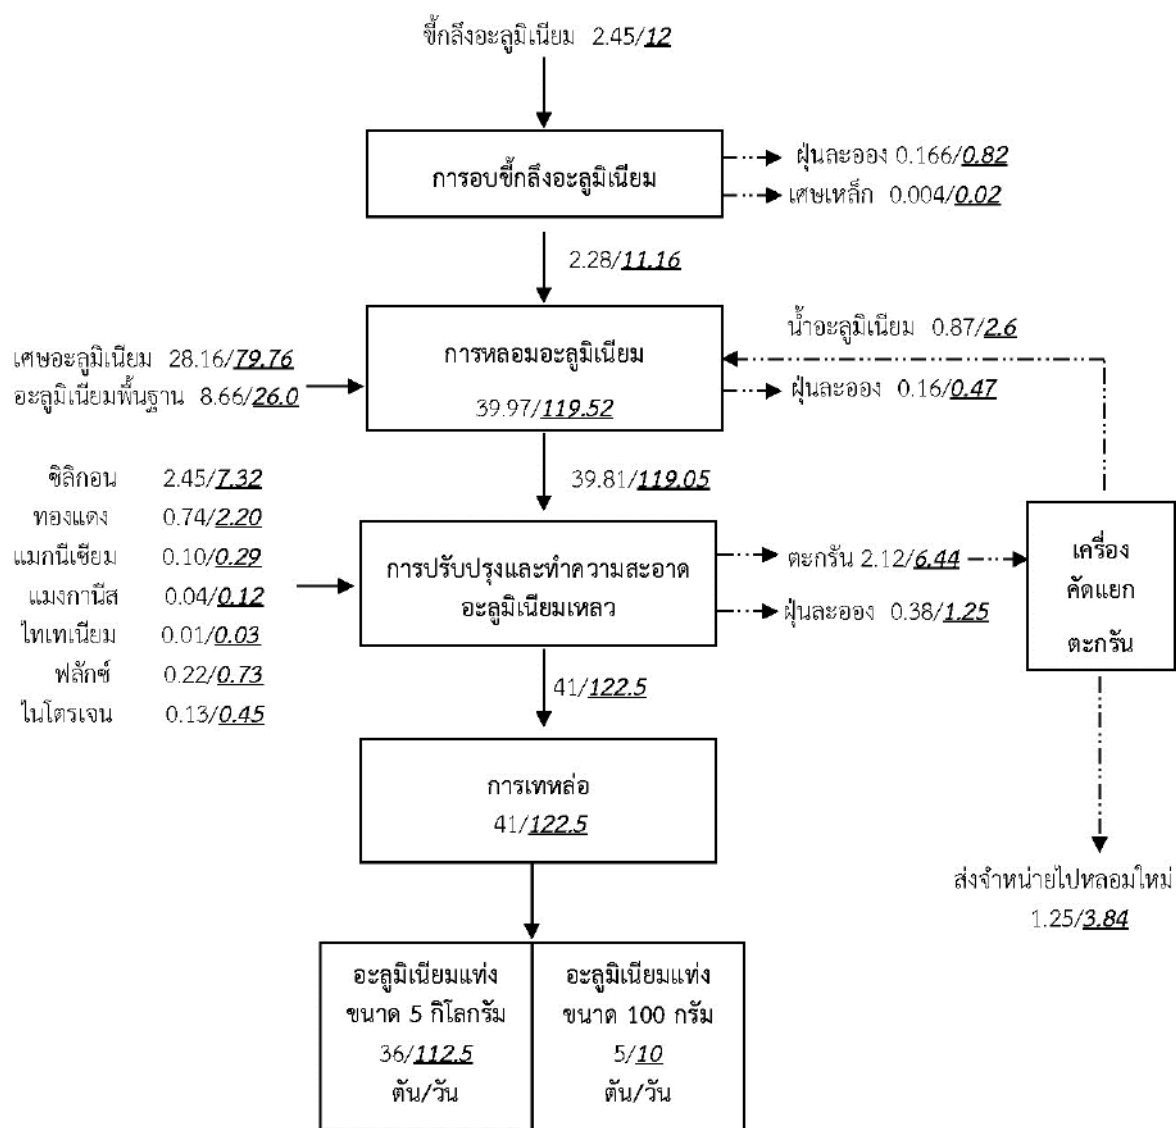 ขี้กลึงอะลูมิเนียม 2.45/12
การอบขี้กลึงอะลูมิเนียม
ฝุ่นละออง 0.166/0.82
เศษเหล็ก 0.004/0.02
2.28/11.16
น้ำอะลูมิเนียม 0.87/2.6
เศษอะลูมิเนียม 28.16/79.76
อะลูมิเนียมพื้นฐาน 8.66/26.0
การหลอมอะลูมิเนียม
39.97/119.52
ฝุ่นละออง 0.16/0.47
39.81/119.05
ซิลิกอน 2.45/7.32
ทองแดง 0.74/2.20
แมกนีเซียม 0.10/0.29
แมงกานีส 0.04/0.12
ไทเทเนียม 0.01/0.03
ฟลักซ์ 0.22/0.73
ไนโตรเจน 0.13/0.45
การปรับปรุงและทำความสะอาด
อะลูมิเนียมเหลว
ตะกรัน 2.12/6.44
ฝุ่นละออง 0.38/1.25
เครื่อง
คัดแยก
ตะกรัน
41/122.5
การเทหล่อ
41/122.5
ส่งจำหน่ายไปหลอมใหม่
1.25/3.84
อะลูมิเนียมแท่ง
ขนาด 5 กิโลกรัม
36/112.5
ตัน/วัน
อะลูมิเนียมแท่ง
ขนาด 100 กรัม
5/10
ตัน/วัน